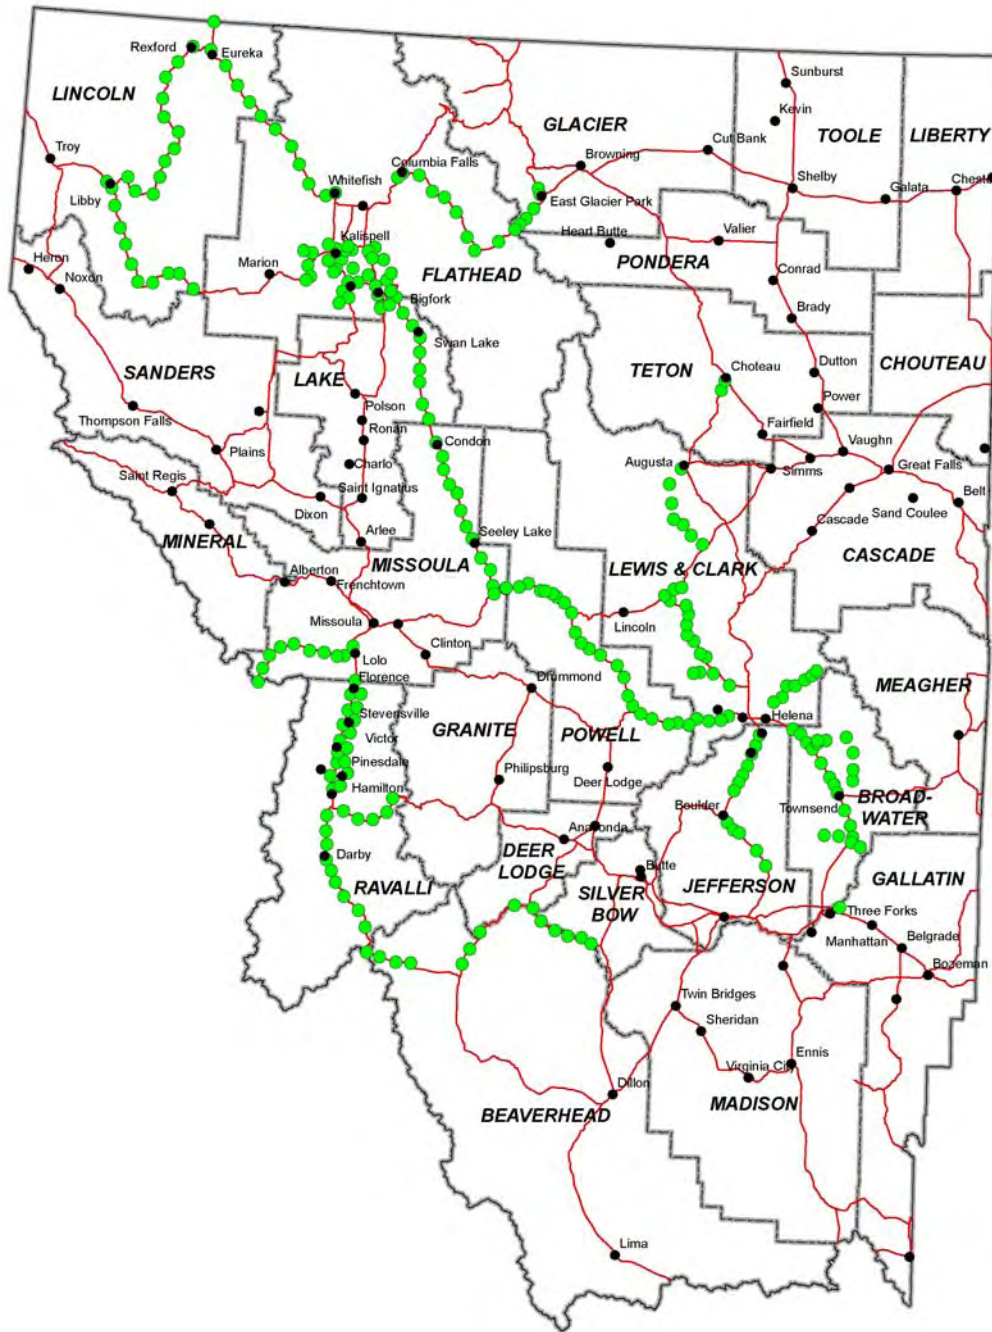 Rexford
Eureka
Sunburst
LINCOLN
Kevin
GLACIER
TOOLE
LIBERTY
Cut Bank
Troy
Columbia Falls
Browning
Shelby
Whitefish
Galata
Libby
East Glacier Park
Heart Butte
Valier
Kalispell
Heron
Marion
FLATHEAD
PONDERA
Noxon
Conrad
Bigfork
Brady
Swan Lake
CHOUTEAU
SANDERS
LAKE
TETON
Choteau
Dutton
Polson
Power
Thompson Falls
Ronan
Fairfield
Condon
Vaughn
Plains
Charlo
Augusta
Simms
Great Falls
Saint Regis
Saint Ignatius
Belt
Dixon
Sand Coulee
Cascade
MINERAL
Arlee
Seeley Lake
CASCADE
MISSOULA
LEWIS & CLARK
Alberton
Frenchtown
Missoula
Lincoln
Clinton
Lolo
Florence
Drummond
MEAGHER
Stevensville
Helena
GRANITE
POWELL
Victor
Pinesdale
Philipsburg
Deer Lodge
Hamilton
BROAD-
WATER
Boulder
Townsend
Anaconda
DEER
LODGE
Darby
Butte
RAVALLI
SILVER
BOW
JEFFERSON
GALLATIN
Three Forks
Manhattan
Belgrade
Bozeman
Twin Bridges
Sheridan
Ennis
Virginia City
Dillon
MADISON
BEAVERHEAD
Lima